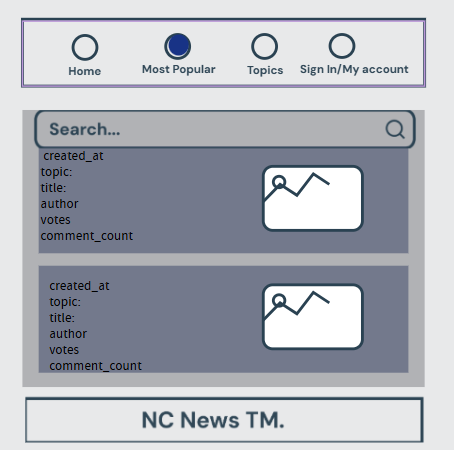 Home
Most Popular
Topics
Sign In/My account
Search...
created_at
topic:
title:
author
votes
comment_count
created_at
topic:
title:
author
votes
comment_count
NC News TM.